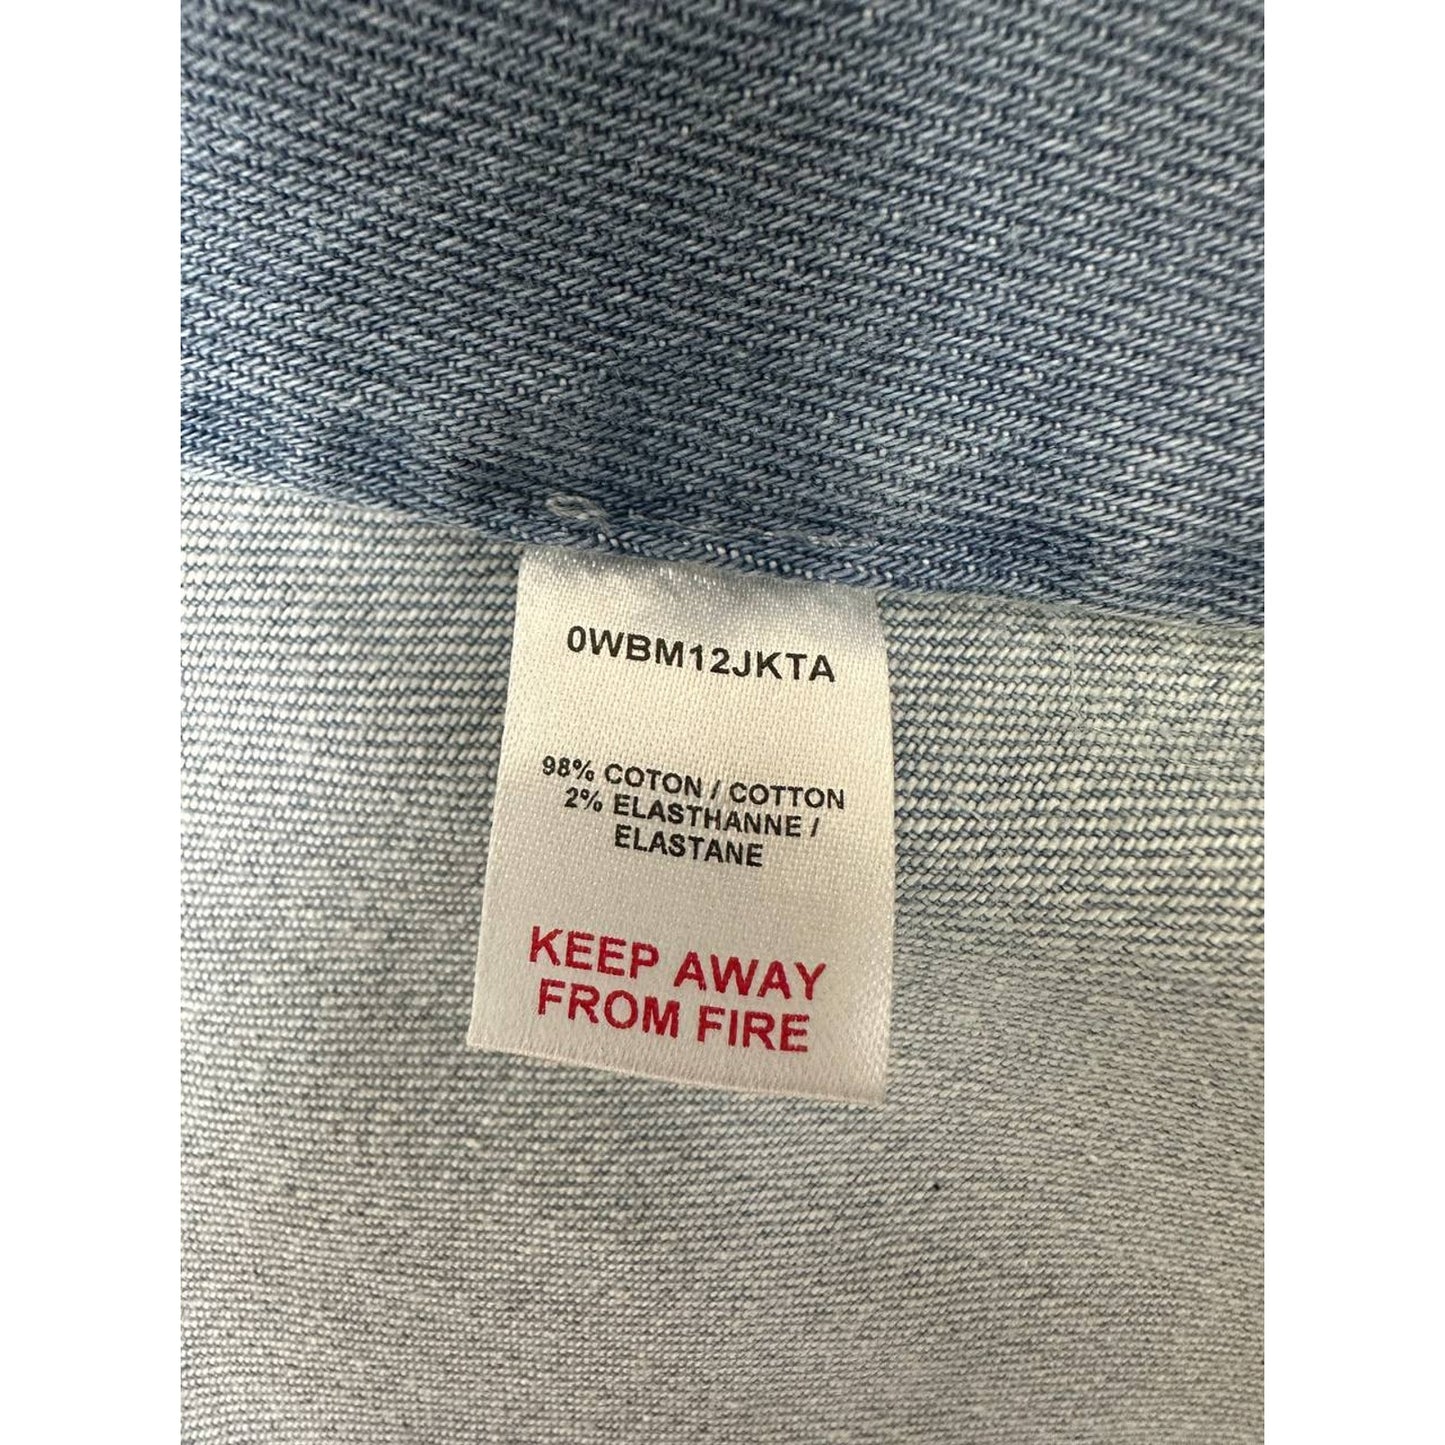 0WBM12JKTA
98% COTON / COTTON
2% ELASTHANNE /
ELASTANE
KEEP AWAY
FROM FIRE